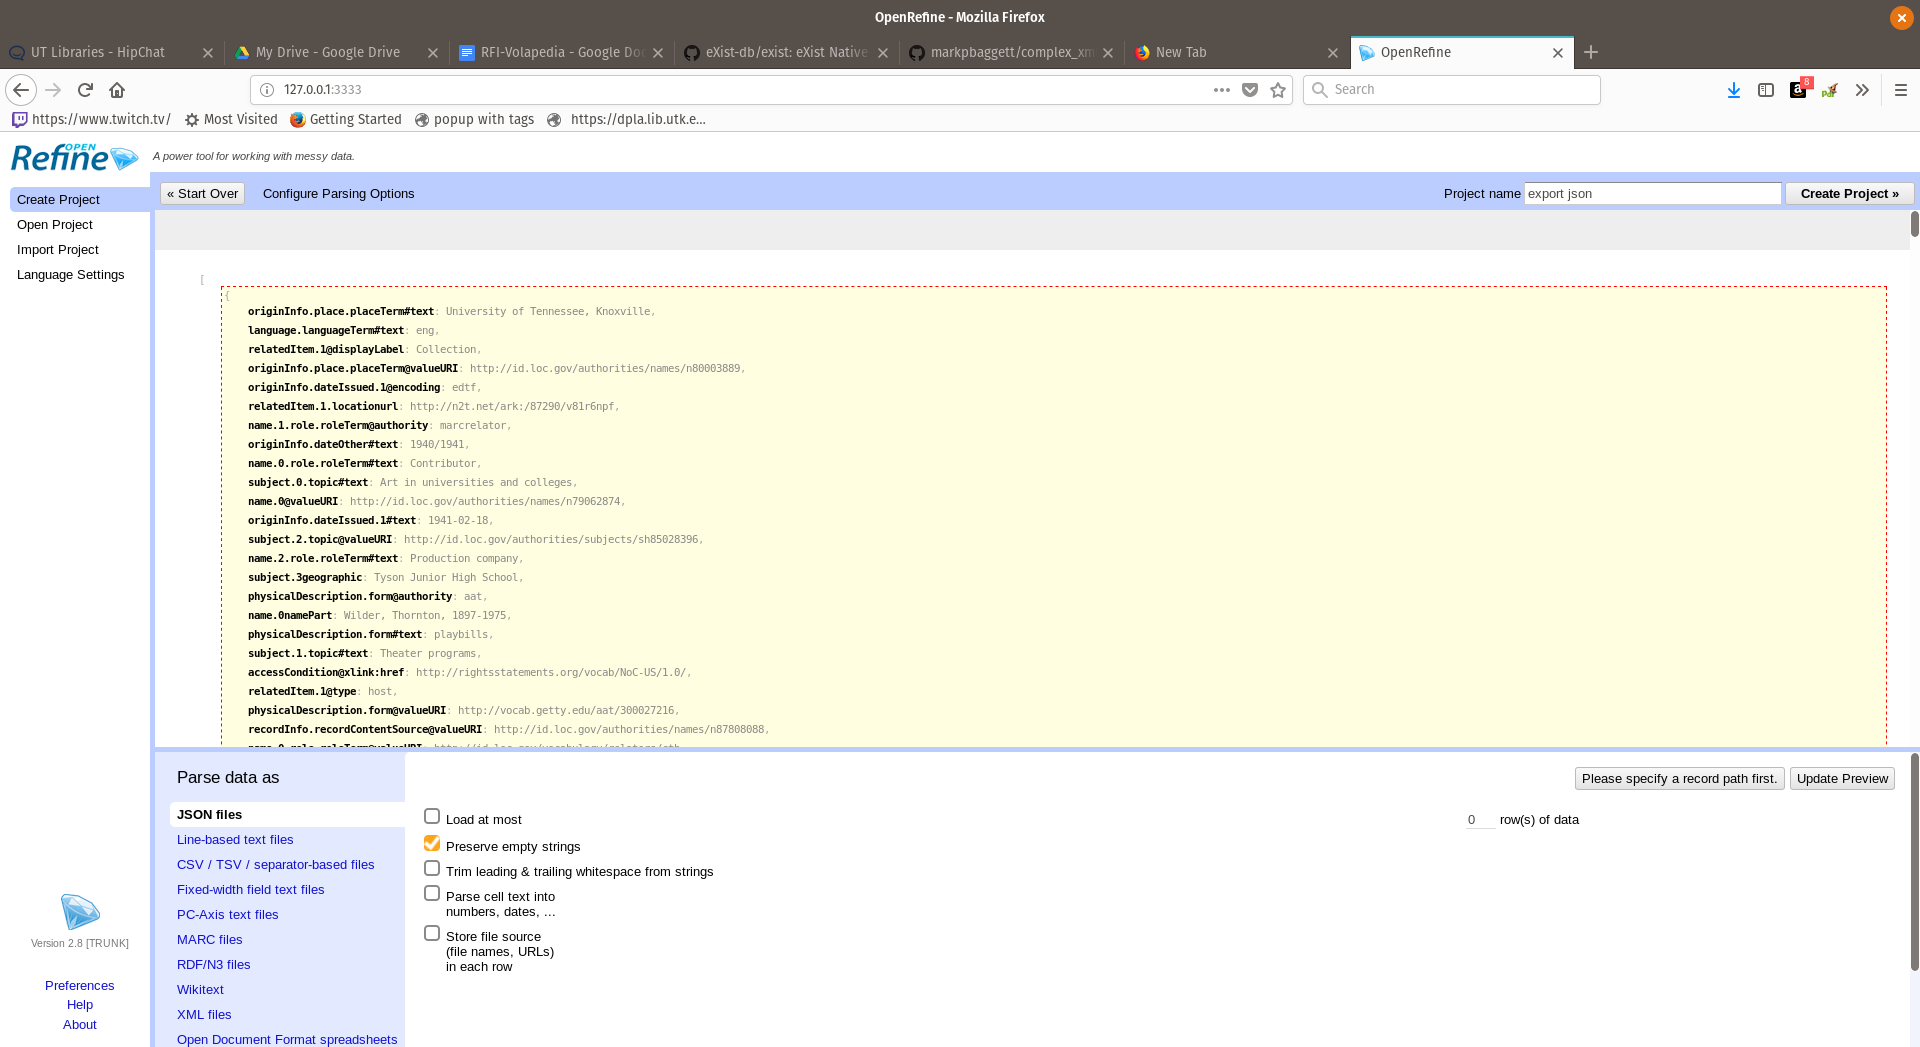 OpenRefine - Mozilla Firefox
UT Libraries - HipChat
My Drive - Google Drive
RFI-Volapedia - Google Do
eXist-db/exist: eXist Native
markpbaggett/complex_xm
New Tab
OpenRefine
127.0.0.1:3333
Search
8
https://www.twitch.tv/
Most Visited
Getting Started
popup with tags
https://dpla.lib.utk.e...
OPEN
Refine
A power tool for working with messy data.
Create Project
Open Project
Import Project
Language Settings
« Start Over
Configure Parsing Options
Project name
export json
Create Project »
[
{
originInfo.place.placeTerm#text: University of Tennessee, Knoxville,
language.languageTerm#text: eng,
relatedItem.1@displayLabel: Collection,
originInfo.place.placeTerm@valueURI: http://id.loc.gov/authorities/names/n80003889,
originInfo.dateIssued.1@encoding: edtf,
relatedItem.1.locationurl: http://n2t.net/ark:/87290/v81r6npf,
name.1.role.roleTerm@authority: marcrelator,
originInfo.dateOther#text: 1940/1941,
name.0.role.roleTerm#text: Contributor,
subject.0.topic#text: Art in universities and colleges,
name.0@valueURI: http://id.loc.gov/authorities/names/n79062874,
originInfo.dateIssued.1#text: 1941-02-18,
subject.2.topic@valueURI: http://id.loc.gov/authorities/subjects/sh85028396,
name.2.role.roleTerm#text: Production company,
subject.3geographic: Tyson Junior High School,
physicalDescription.form@authority: aat,
name.0namePart: Wilder, Thornton, 1897-1975,
physicalDescription.form#text: playbills,
subject.1.topic#text: Theater programs,
accessCondition@xlink:href: http://rightsstatements.org/vocab/NoC-US/1.0/,
relatedItem.1@type: host,
physicalDescription.form@valueURI: http://vocab.getty.edu/aat/300027216,
recordInfo.recordContentSource@valueURI: http://id.loc.gov/authorities/names/n87808088,
name.0.role.roleTerm@valueURI: http://id.loc.gov/vocabulary/relators/ctb,
Parse data as
JSON files
Line-based text files
CSV / TSV / separator-based files
Fixed-width field text files
PC-Axis text files
MARC files
RDF/N3 files
Wikitext
XML files
Open Document Format spreadsheets
Please specify a record path first.
Update Preview
Load at most
0 row(s) of data
Preserve empty strings
Trim leading & trailing whitespace from strings
Parse cell text into
numbers, dates, ...
Store file source
(file names, URLs)
in each row
Version 2.8 [TRUNK]
Preferences
Help
About